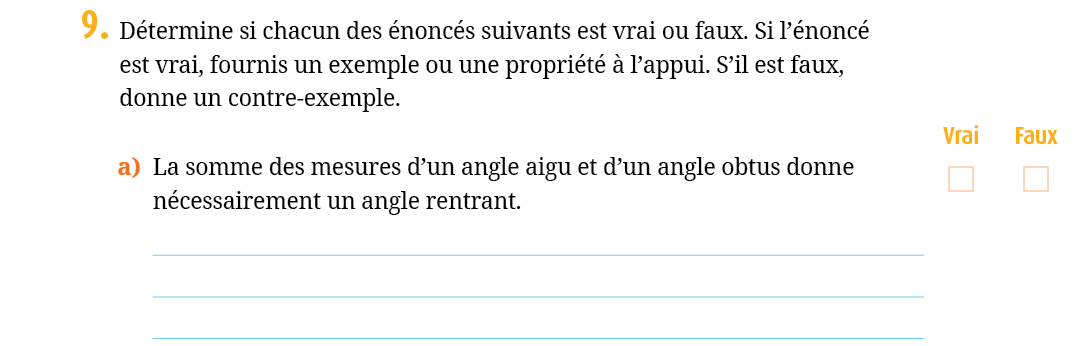 9. Détermine si chacun des énoncés suivants est vrai ou faux. Si l’énoncé
est vrai, fournis un exemple ou une propriété à l’appui. S’il est faux,
donne un contre-exemple.
Vrai Faux
a) La somme des mesures d’un angle aigu et d’un angle obtus donne
nécessairement un angle rentrant.